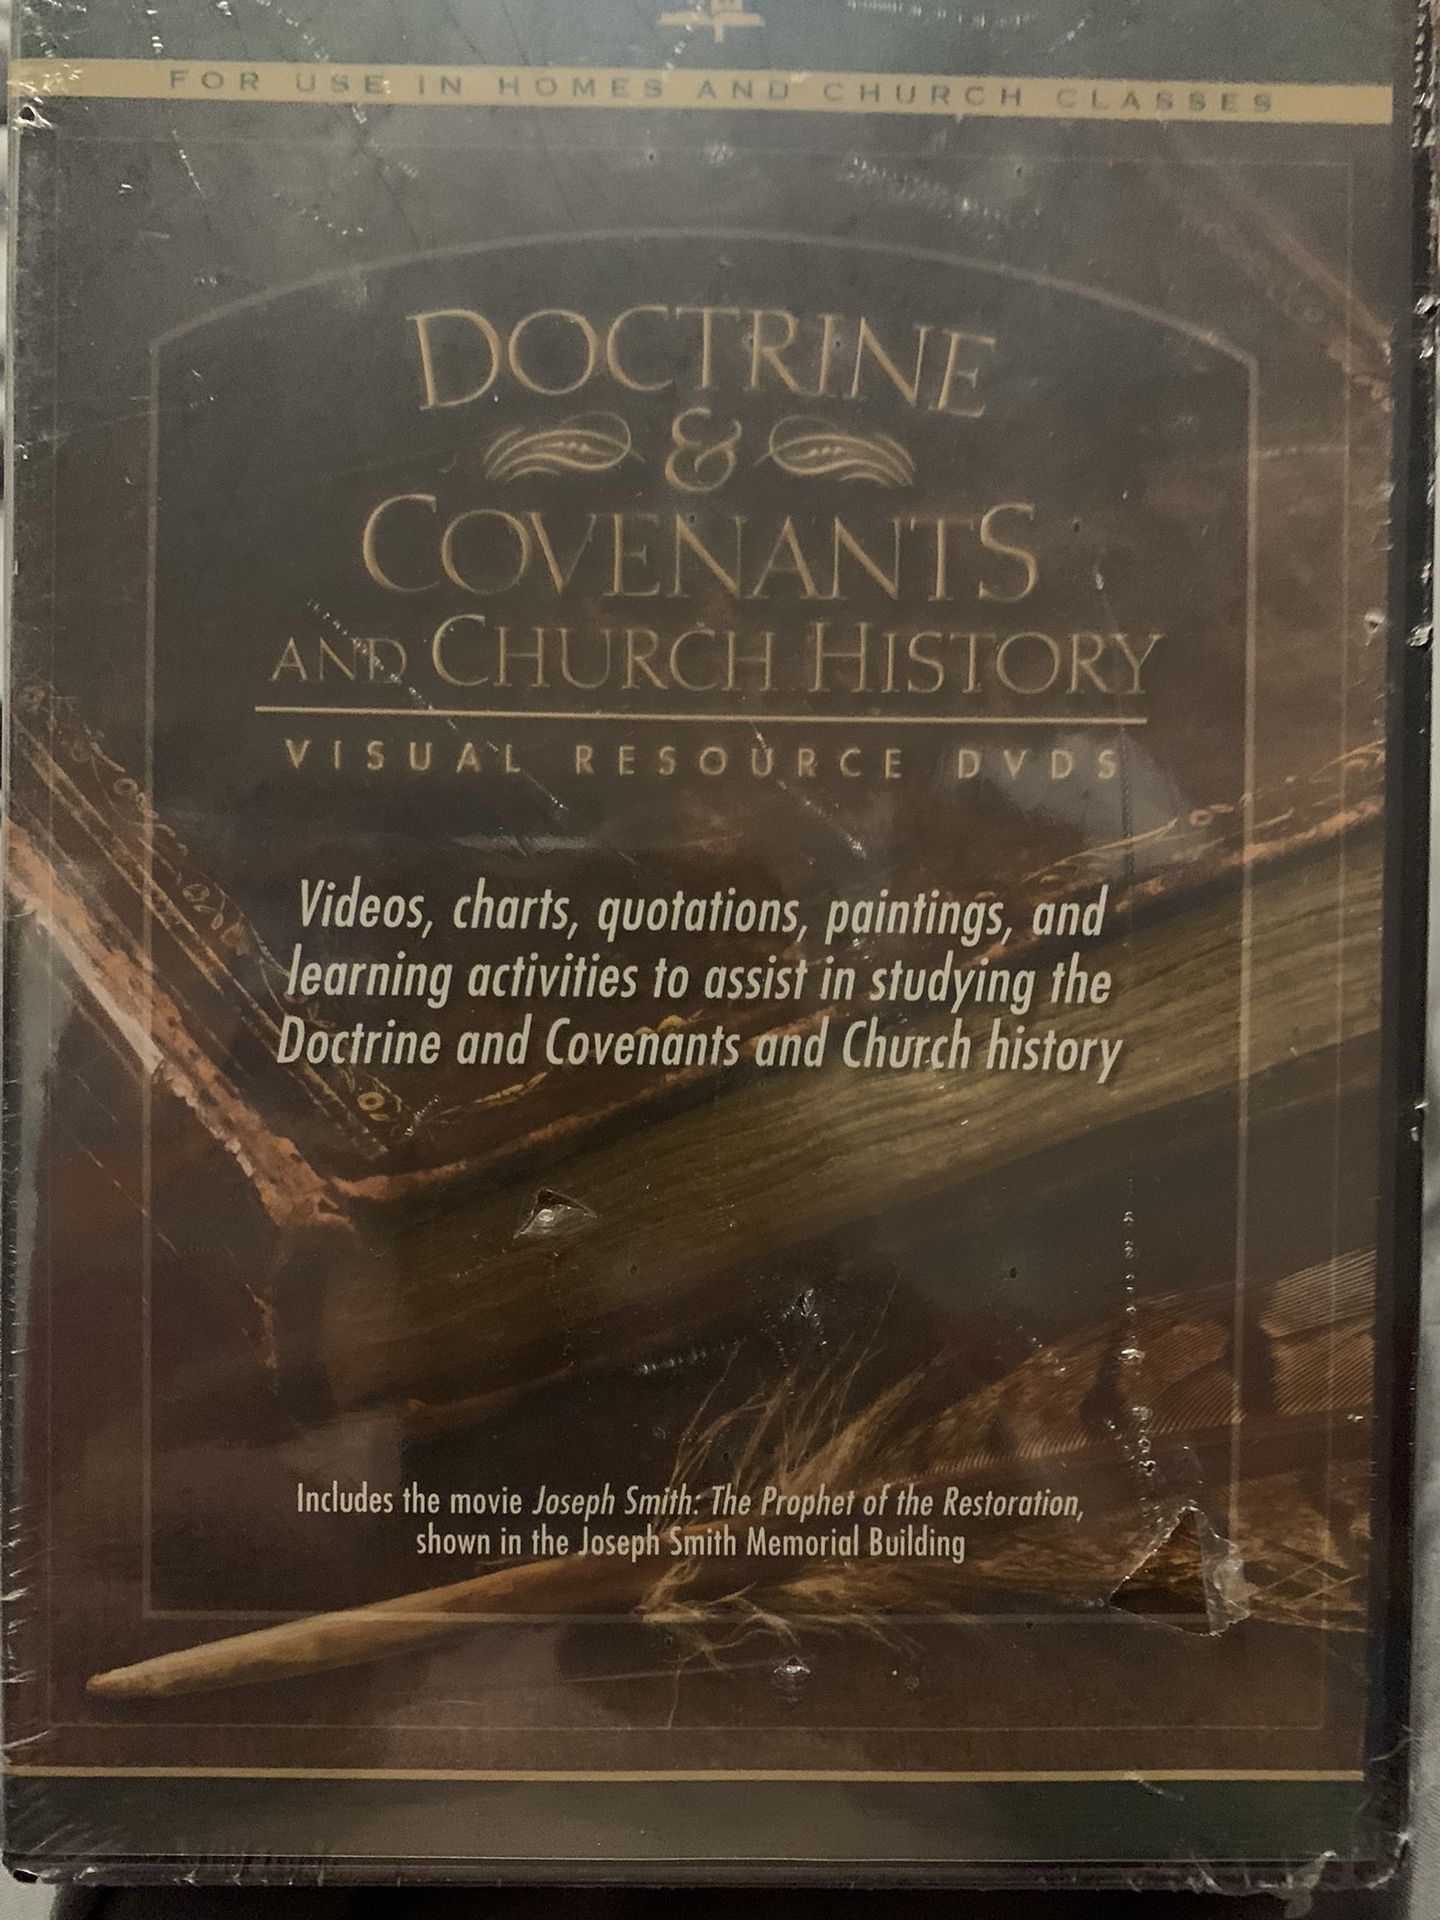 FOR USE IN HOMES AND CHURCH CLASSES
DOCTRINE
&
COVENANTS
AND CHURCH HISTORY
VISUAL RESOURCE DVDS
Videos, charts, quotations, paintings, and
learning activities to assist in studying the
Doctrine and Covenants and Church history
Includes the movie Joseph Smith: The Prophet of the Restoration,
shown in the Joseph Smith Memorial Building